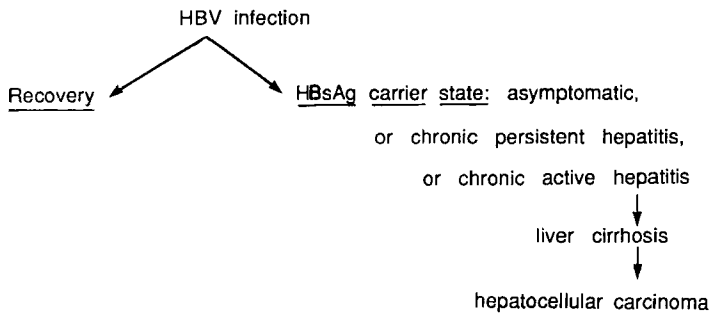 HBV infection
Recovery
HBsAg carrier state: asymptomatic,
or chronic persistent hepatitis,
or chronic active hepatitis
liver cirrhosis
hepatocellular carcinoma